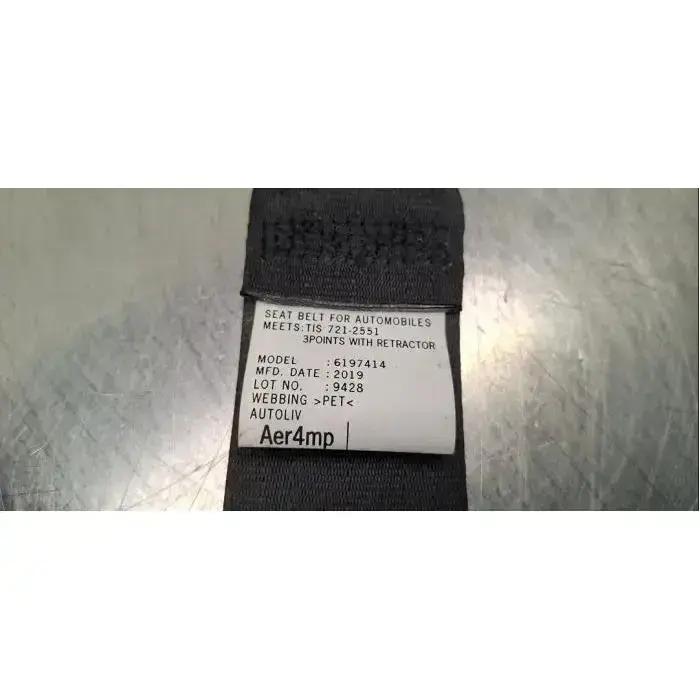 SEAT BELT FOR AUTOMOBILES
MEETS:TIS 721-2551
3POINTS WITH RETRACTOR
MODEL : 6197414
MFD. DATE : 2019
LOT NO. : 9428
WEBBING >PET<
AUTOLIV
Aer4mp